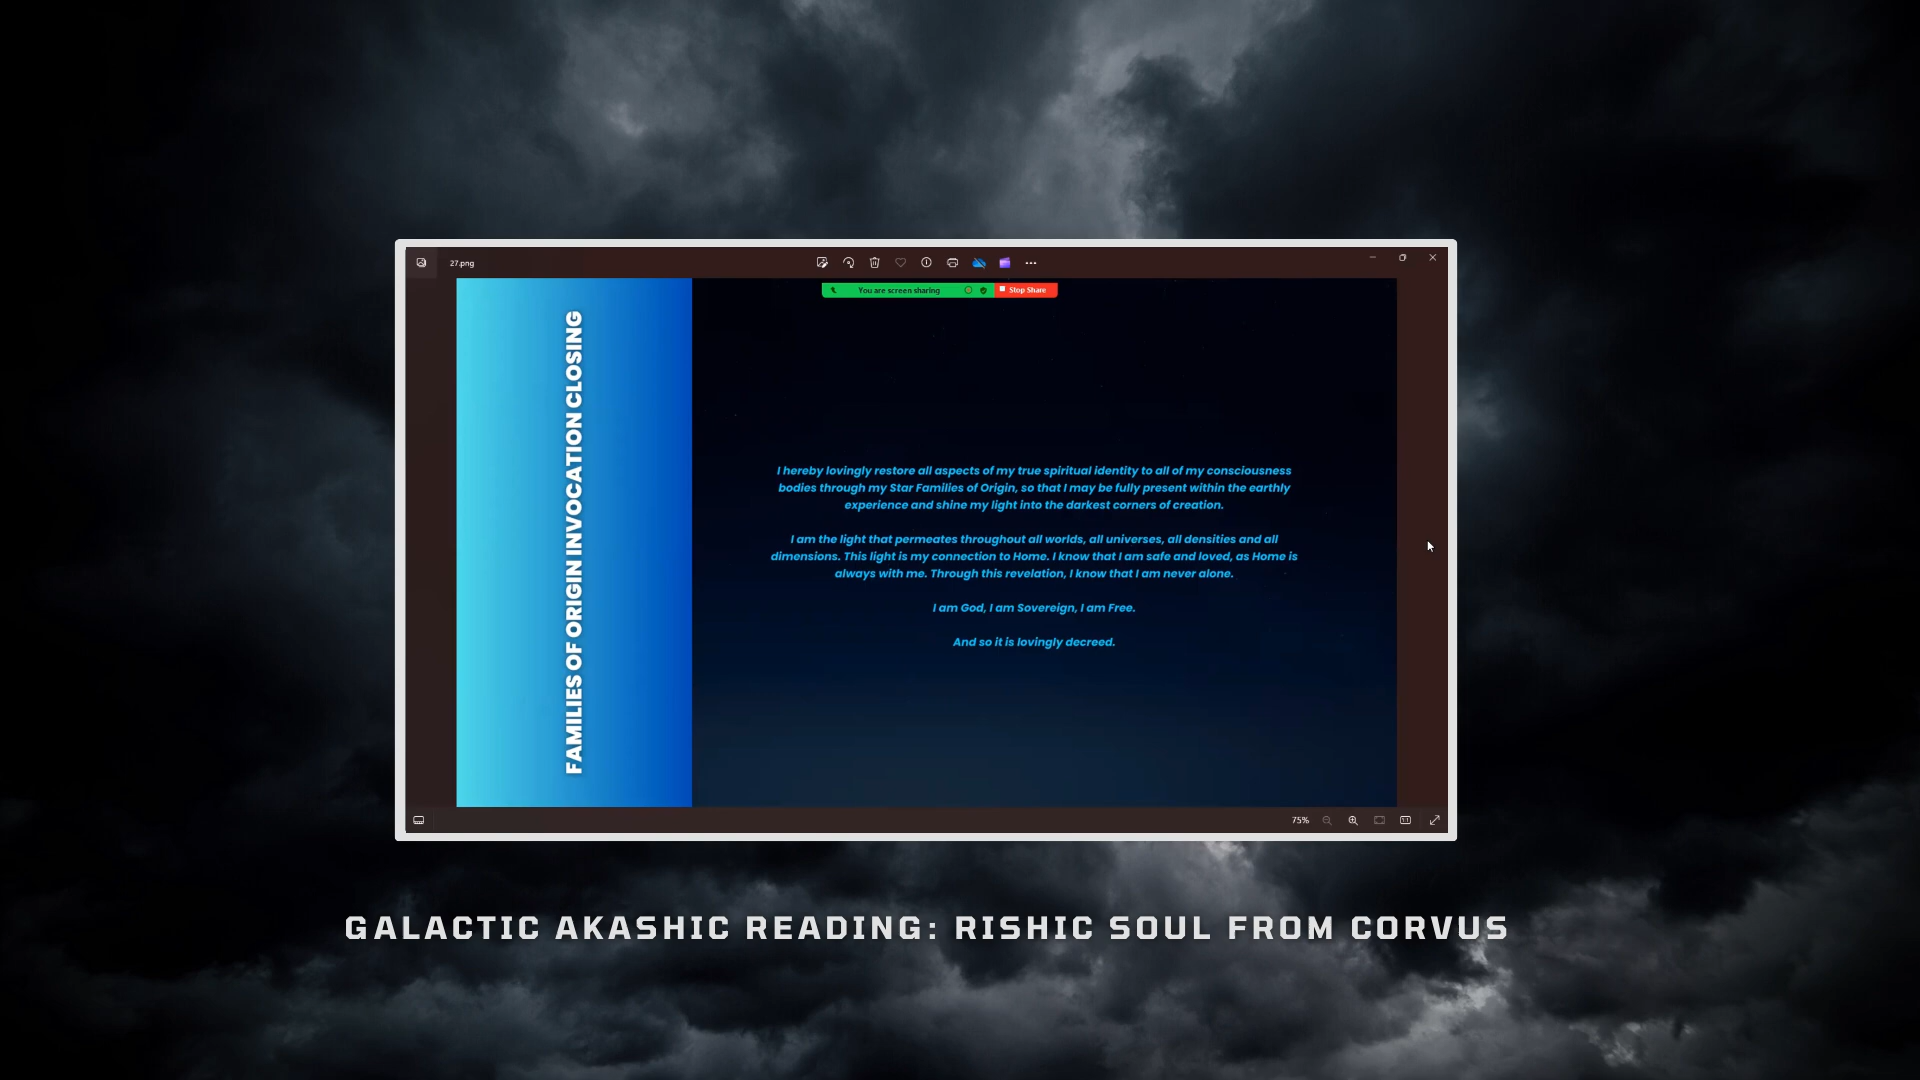 27.png
You are screen sharing
Stop Share
FAMILIES OF ORIGIN INVOCATION CLOSING
I hereby lovingly restore all aspects of my true spiritual identity to all of my consciousness
bodies through my Star Families of Origin, so that I may be fully present within the earthly
experience and shine my light into the darkest corners of creation.
I am the light that permeates throughout all worlds, all universes, all densities and all
dimensions. This light is my connection to Home. I know that I am safe and loved, as Home is
always with me. Through this revelation, I know that I am never alone.
I am God, I am Sovereign, I am Free.
And so it is lovingly decreed.
75%
GALACTIC AKASHIC READING: RISHIC SOUL FROM CORVUS